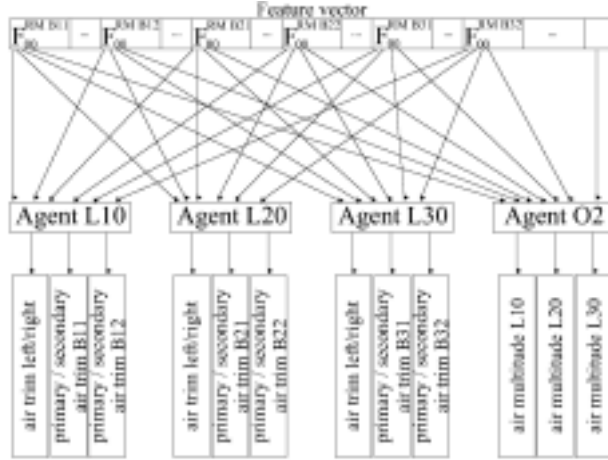 Feature vector
F00 RM B11 - F00 RM B12 - F00 RM B21 - F00 RM B22 - F00 RM B31 - F00 RM B32 -
Agent L10 Agent L20 Agent L30 Agent O2
air trim left/right
primary / secondary
air trim B11
primary / secondary
air trim B12
air trim left/right
primary / secondary
air trim B21
primary / secondary
air trim B22
air trim left/right
primary / secondary
air trim B31
primary / secondary
air trim B32
air multitude L10
air multitude L20
air multitude L30